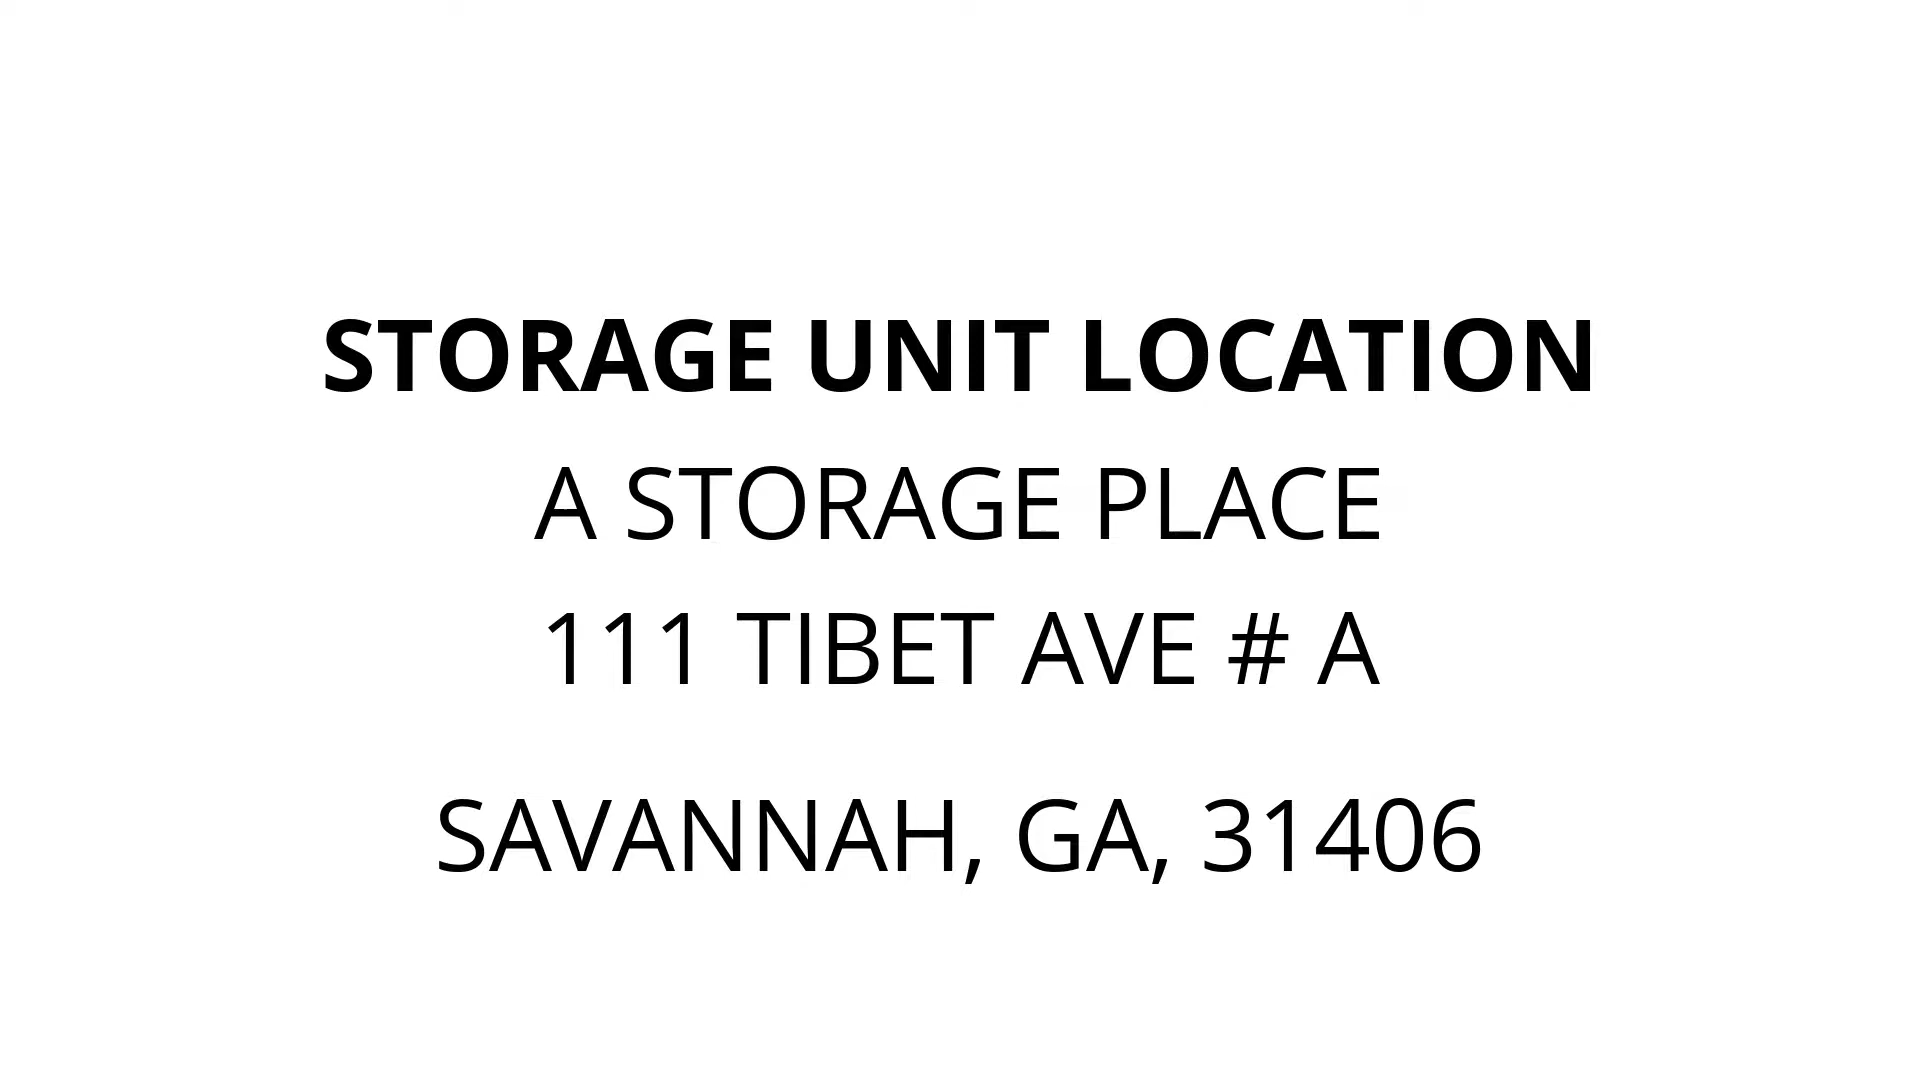 STORAGE UNIT LOCATION
A STORAGE PLACE
111 TIBET AVE # A
SAVANNAH, GA, 31406